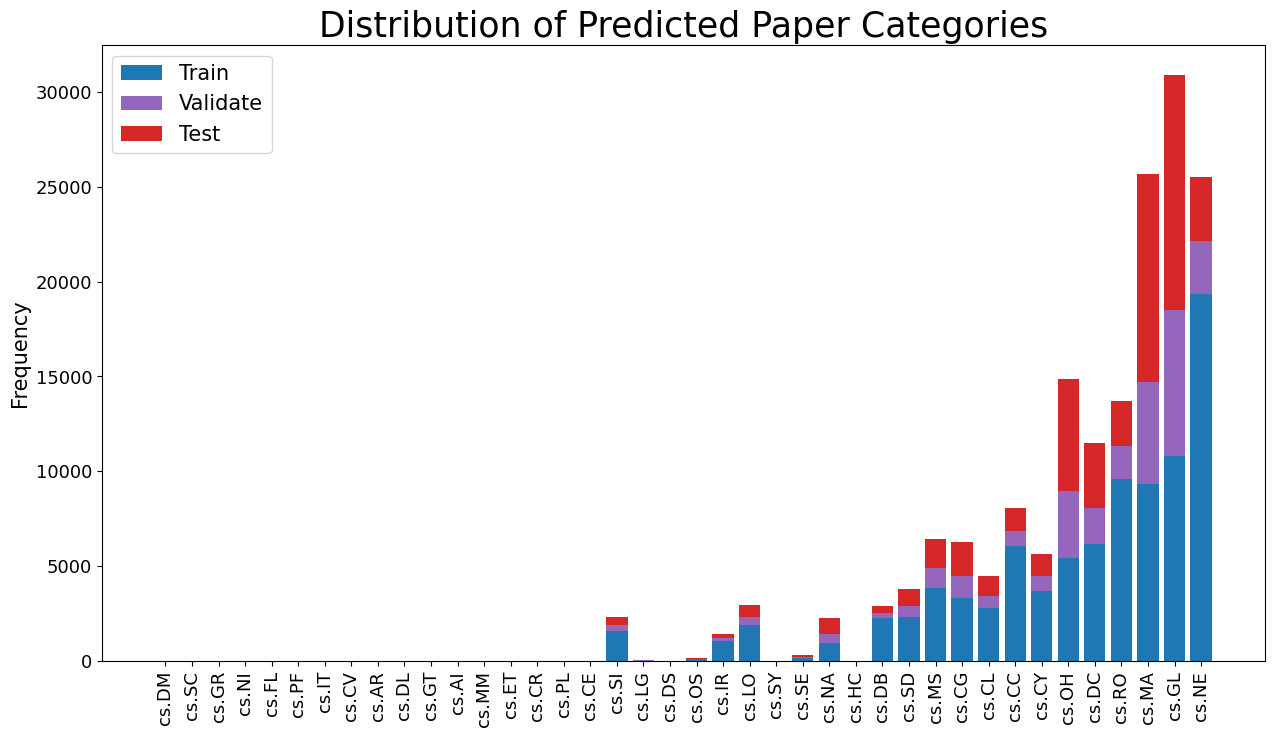 Distribution of Predicted Paper Categories
Train
Validate
Test
Frequency
30000
25000
20000
15000
10000
5000
0
cs.DM
cs.SC
cs.GR
cs.NI
cs.FL
cs.PF
cs.IT
cs.CV
cs.AR
cs.DL
cs.GT
cs.AI
cs.MM
cs.ET
cs.CR
cs.PL
cs.CE
cs.SI
cs.LG
cs.DS
cs.OS
cs.IR
cs.LO
cs.SY
cs.SE
cs.NA
cs.HC
cs.DB
cs.SD
cs.MS
cs.CG
cs.CL
cs.CC
cs.CY
cs.OH
cs.DC
cs.RO
cs.MA
cs.GL
cs.NE